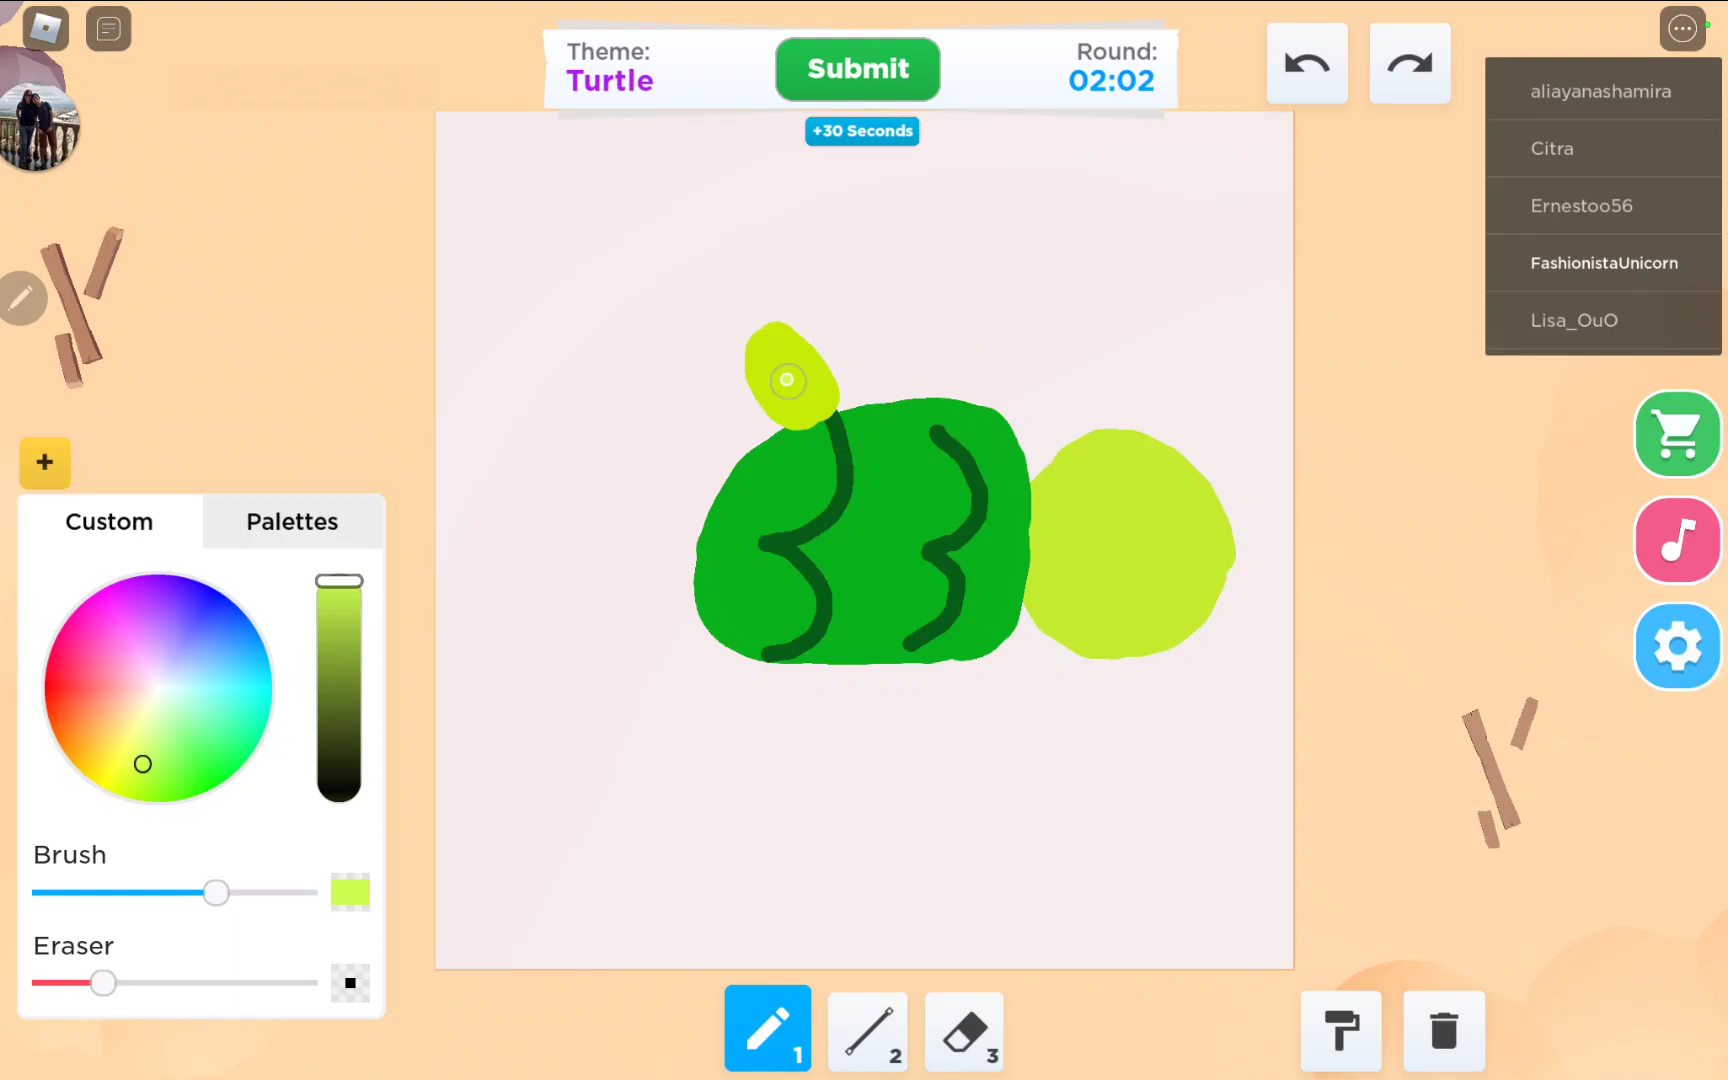 Theme:
Turtle
Submit
Round:
02:02
+30 Seconds
aliayanashamira
Citra
Ernestoo56
FashionistaUnicorn
Lisa_OuO
+
Custom
Palettes
Brush
Eraser
1
2
3